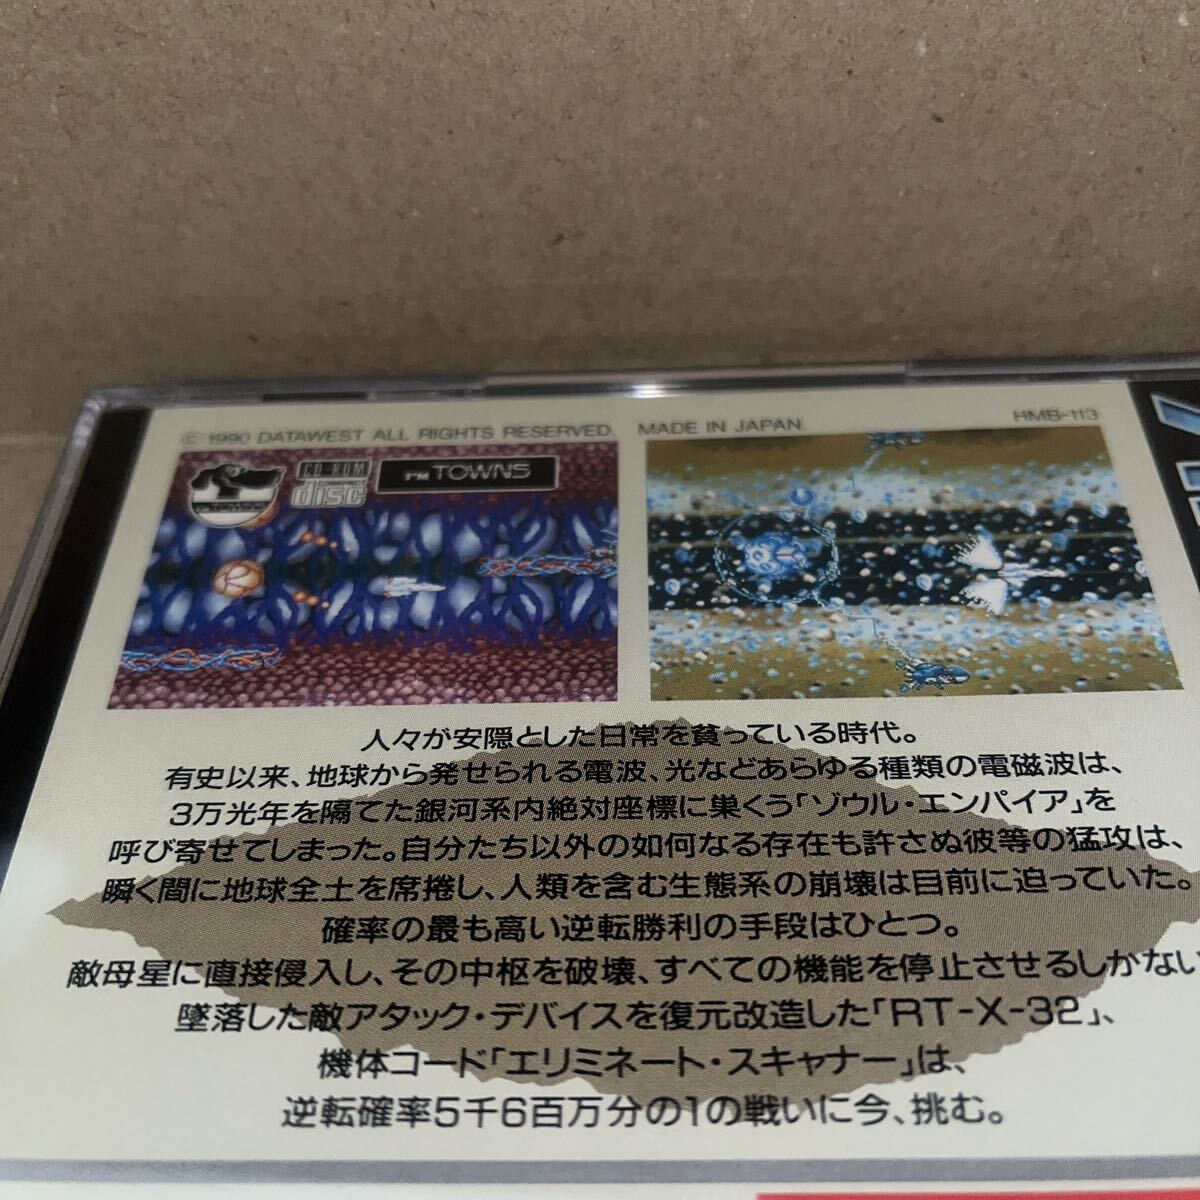 © 1990 DATAWEST ALL RIGHTS RESERVED.
MADE IN JAPAN.
HMB-113
CD-ROM
COMPACT
disc
FM TOWNS
人々が安隠とした日常を貧っている時代。
有史以来、地球から発せられる電波、光などあらゆる種類の電磁波は、
3万光年を隔てた銀河系内絶対座標に巣くう「ゾウル・エンパイア」を
呼び寄せてしまった。自分たち以外の如何なる存在も許さぬ彼等の猛攻は、
瞬く間に地球全土を席捲し、人類を含む生態系の崩壊は目前に迫っていた。
確率の最も高い逆転勝利の手段はひとつ。
敵母星に直接侵入し、その中枢を破壊、すべての機能を停止させるしかない
墜落した敵アタック・デバイスを復元改造した「RT-X-32」、
機体コード「エリミネート・スキャナー」は、
逆転確率5千6百万分の1の戦いに今、挑む。